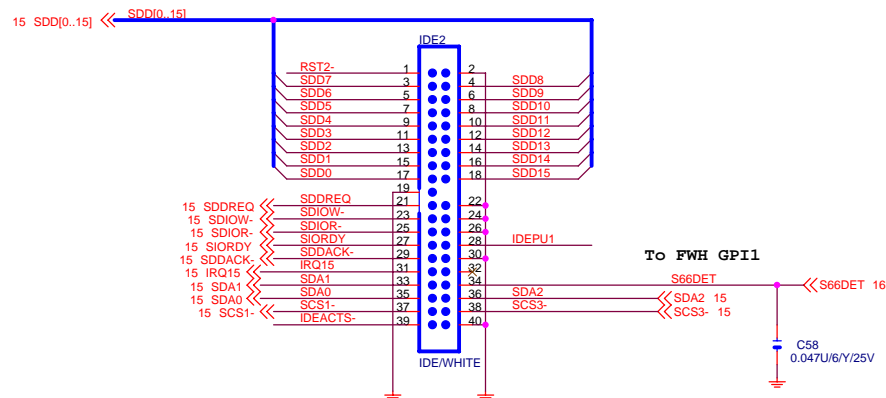 15 SDD[0..15] SDD[0..15]
IDE2
RST2- 1 2
SDD7 3 4 SDD8
SDD6 5 6 SDD9
SDD5 7 8 SDD10
SDD4 9 10 SDD11
SDD3 11 12 SDD12
SDD2 13 14 SDD13
SDD1 15 16 SDD14
SDD0 17 18 SDD15
19
15 SDDREQ SDDREQ 21 22
15 SDIOW- SDIOW- 23 24
15 SDIOR- SDIOR- 25 26
15 SIORDY SIORDY 27 28 IDEPU1
15 SDDACK- SDDACK- 29 30
To FWH GPI1
15 IRQ15 IRQ15 31 32
15 SDA1 SDA1 33 34 S66DET S66DET 16
15 SDA0 SDA0 35 36 SDA2 SDA2 15
15 SCS1- SCS1- 37 38 SCS3- SCS3- 15
IDEACTS- 39 40
C58
0.047U/6/Y/25V
IDE/WHITE